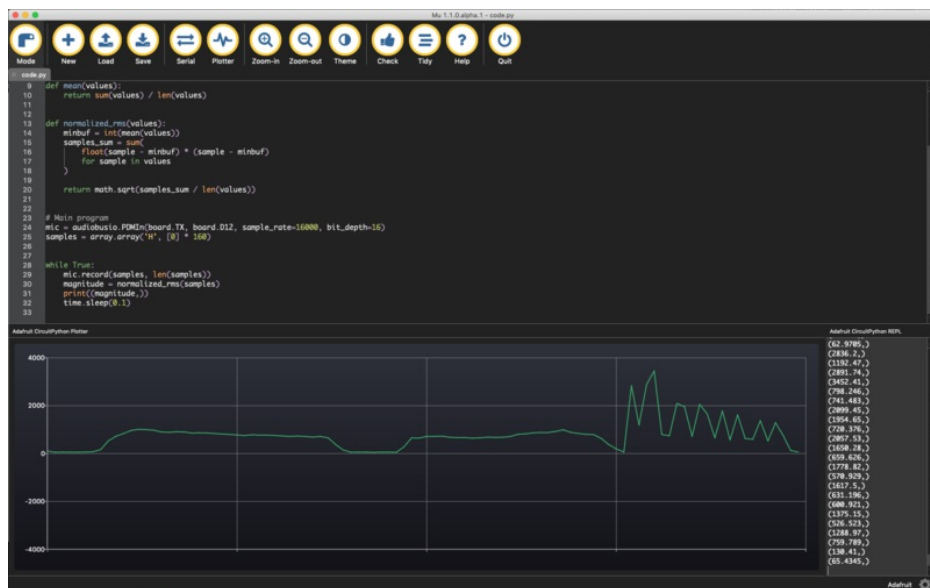 Mu 1.1.0.alpha.1 - code.py
Mode New Load Save Serial Plotter Zoom-in Zoom-out Theme Check Tidy Help Quit
code.py
9 def mean(values):
10 return sum(values) / len(values)
11
12
13 def normalized_rms(values):
14 minbuf = int(mean(values))
15 samples_sum = sum(
16 float(sample - minbuf) * (sample - minbuf)
17 for sample in values
18 )
19
20 return math.sqrt(samples_sum / len(values))
21
22
23 # Main program
24 mic = audiobusio.PDMIn(board.TX, board.D12, sample_rate=16000, bit_depth=16)
25 samples = array.array('H', [0] * 160)
26
27
28 while True:
29 mic.record(samples, len(samples))
30 magnitude = normalized_rms(samples)
31 print((magnitude,))
32 time.sleep(0.1)
33
Adafruit CircuitPython Plotter
4000
2000
0
-2000
-4000
Adafruit CircuitPython REPL
(62.9705,)
(2836.2,)
(1192.47,)
(2891.74,)
(3452.41,)
(798.246,)
(741.483,)
(2099.45,)
(1954.65,)
(720.376,)
(2057.53,)
(1650.28,)
(659.626,)
(1778.82,)
(570.929,)
(1617.5,)
(631.196,)
(600.921,)
(1375.15,)
(526.523,)
(1288.97,)
(759.789,)
(130.41,)
(65.4345,)
Adafruit